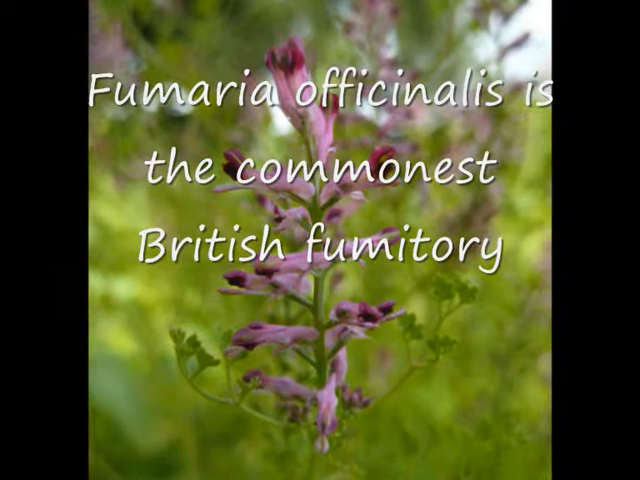 Fumaria officinalis is
the commonest
British fumitory